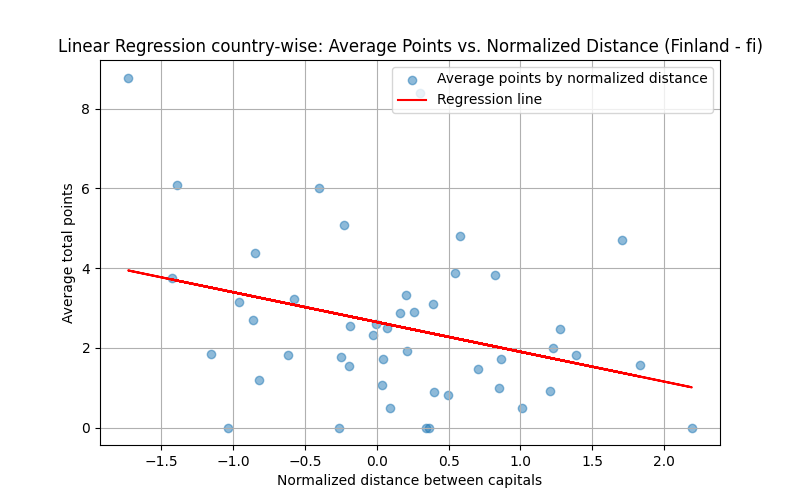 Linear Regression country-wise: Average Points vs. Normalized Distance (Finland - fi)
Average points by normalized distance
Regression line
Average total points
8
6
4
2
0
−1.5 −1.0 −0.5 0.0 0.5 1.0 1.5 2.0
Normalized distance between capitals